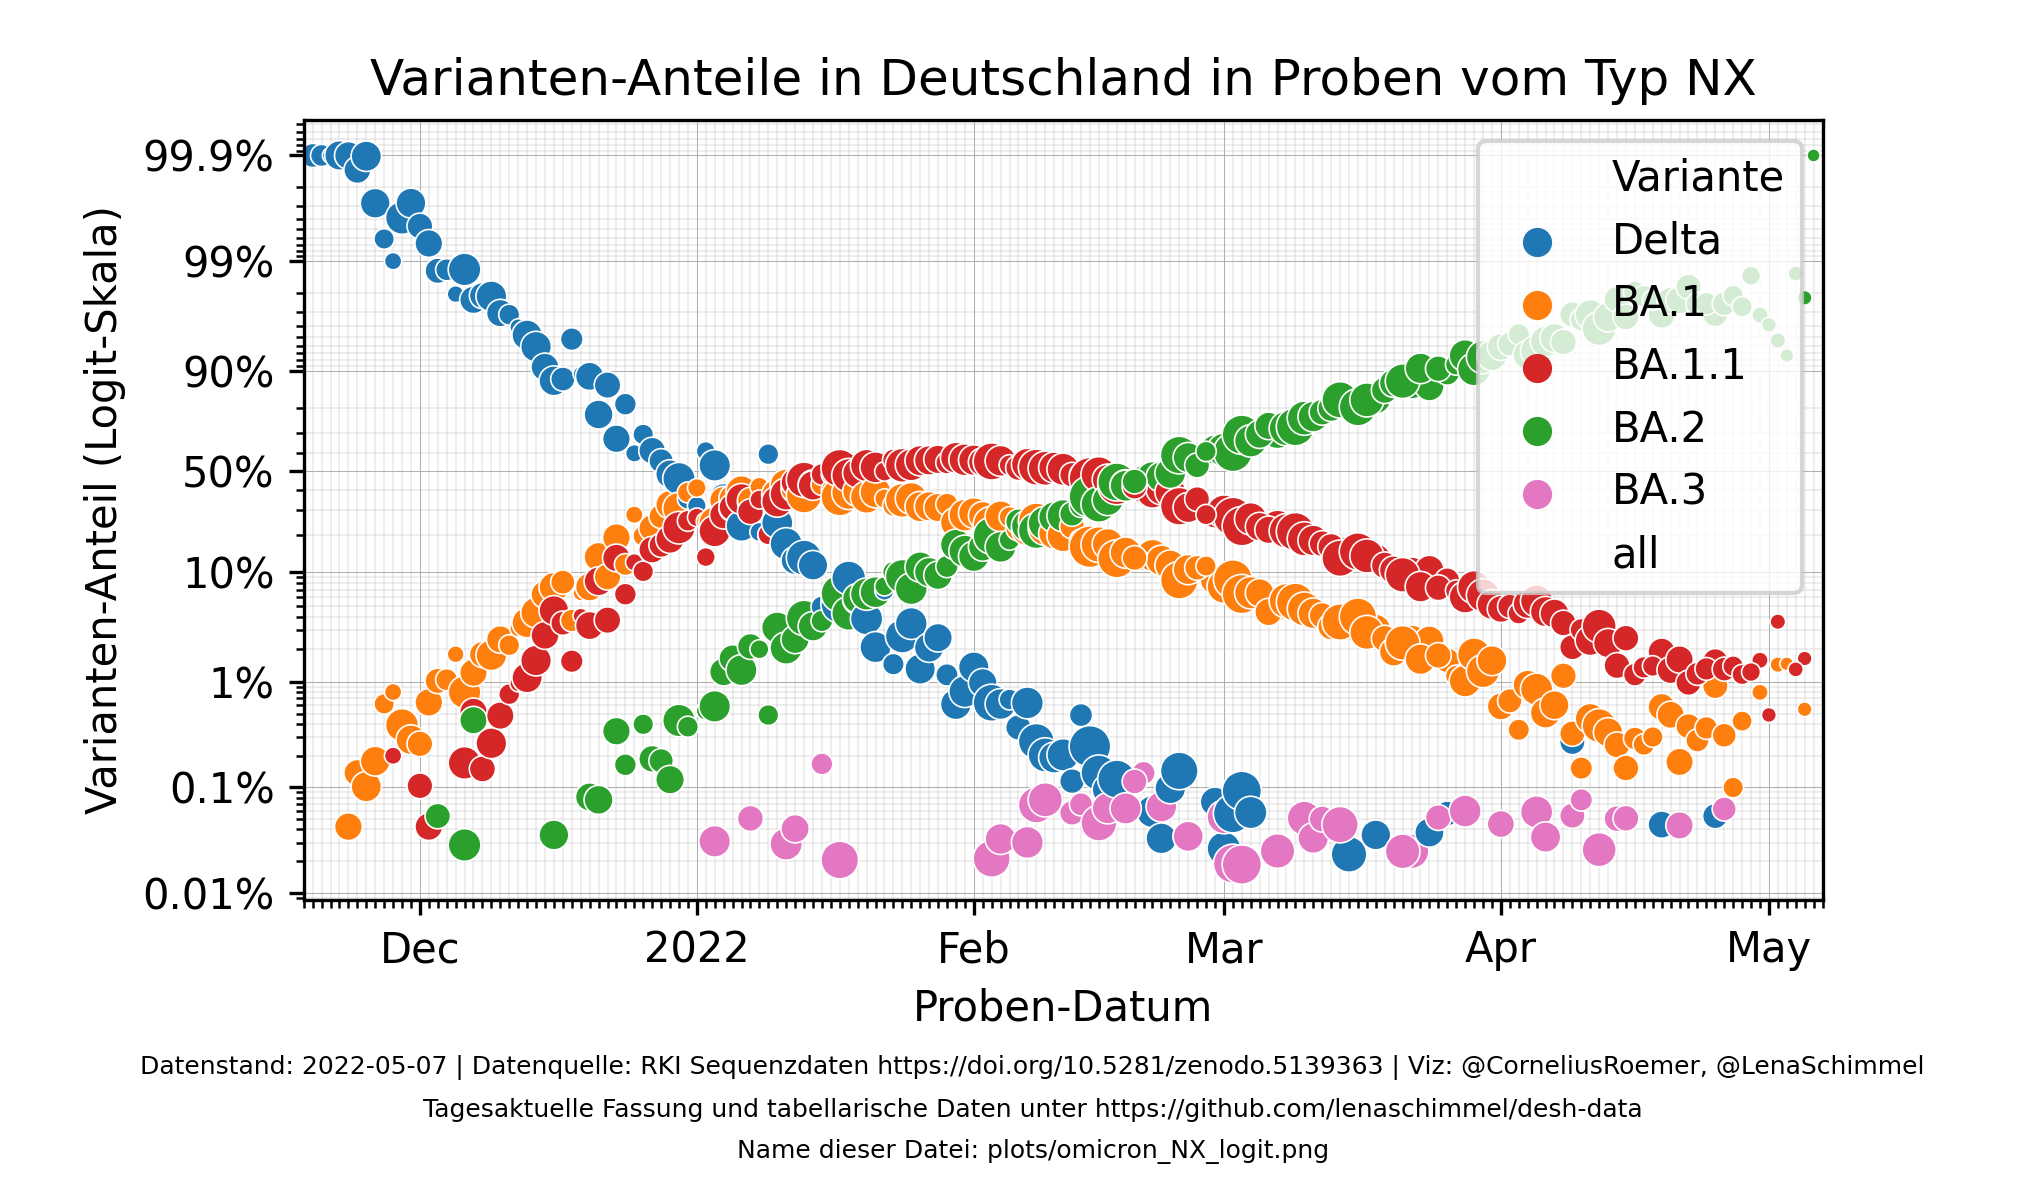 Varianten-Anteile in Deutschland in Proben vom Typ NX
Varianten-Anteil (Logit-Skala)
99.9%
99%
90%
50%
10%
1%
0.1%
0.01%
Variante
Delta
BA.1
BA.1.1
BA.2
BA.3
all
Dec
2022
Feb
Mar
Apr
May
Proben-Datum
Datenstand: 2022-05-07 | Datenquelle: RKI Sequenzdaten https://doi.org/10.5281/zenodo.5139363 | Viz: @CorneliusRoemer, @LenaSchimmel
Tagesaktuelle Fassung und tabellarische Daten unter https://github.com/lenaschimmel/desh-data
Name dieser Datei: plots/omicron_NX_logit.png